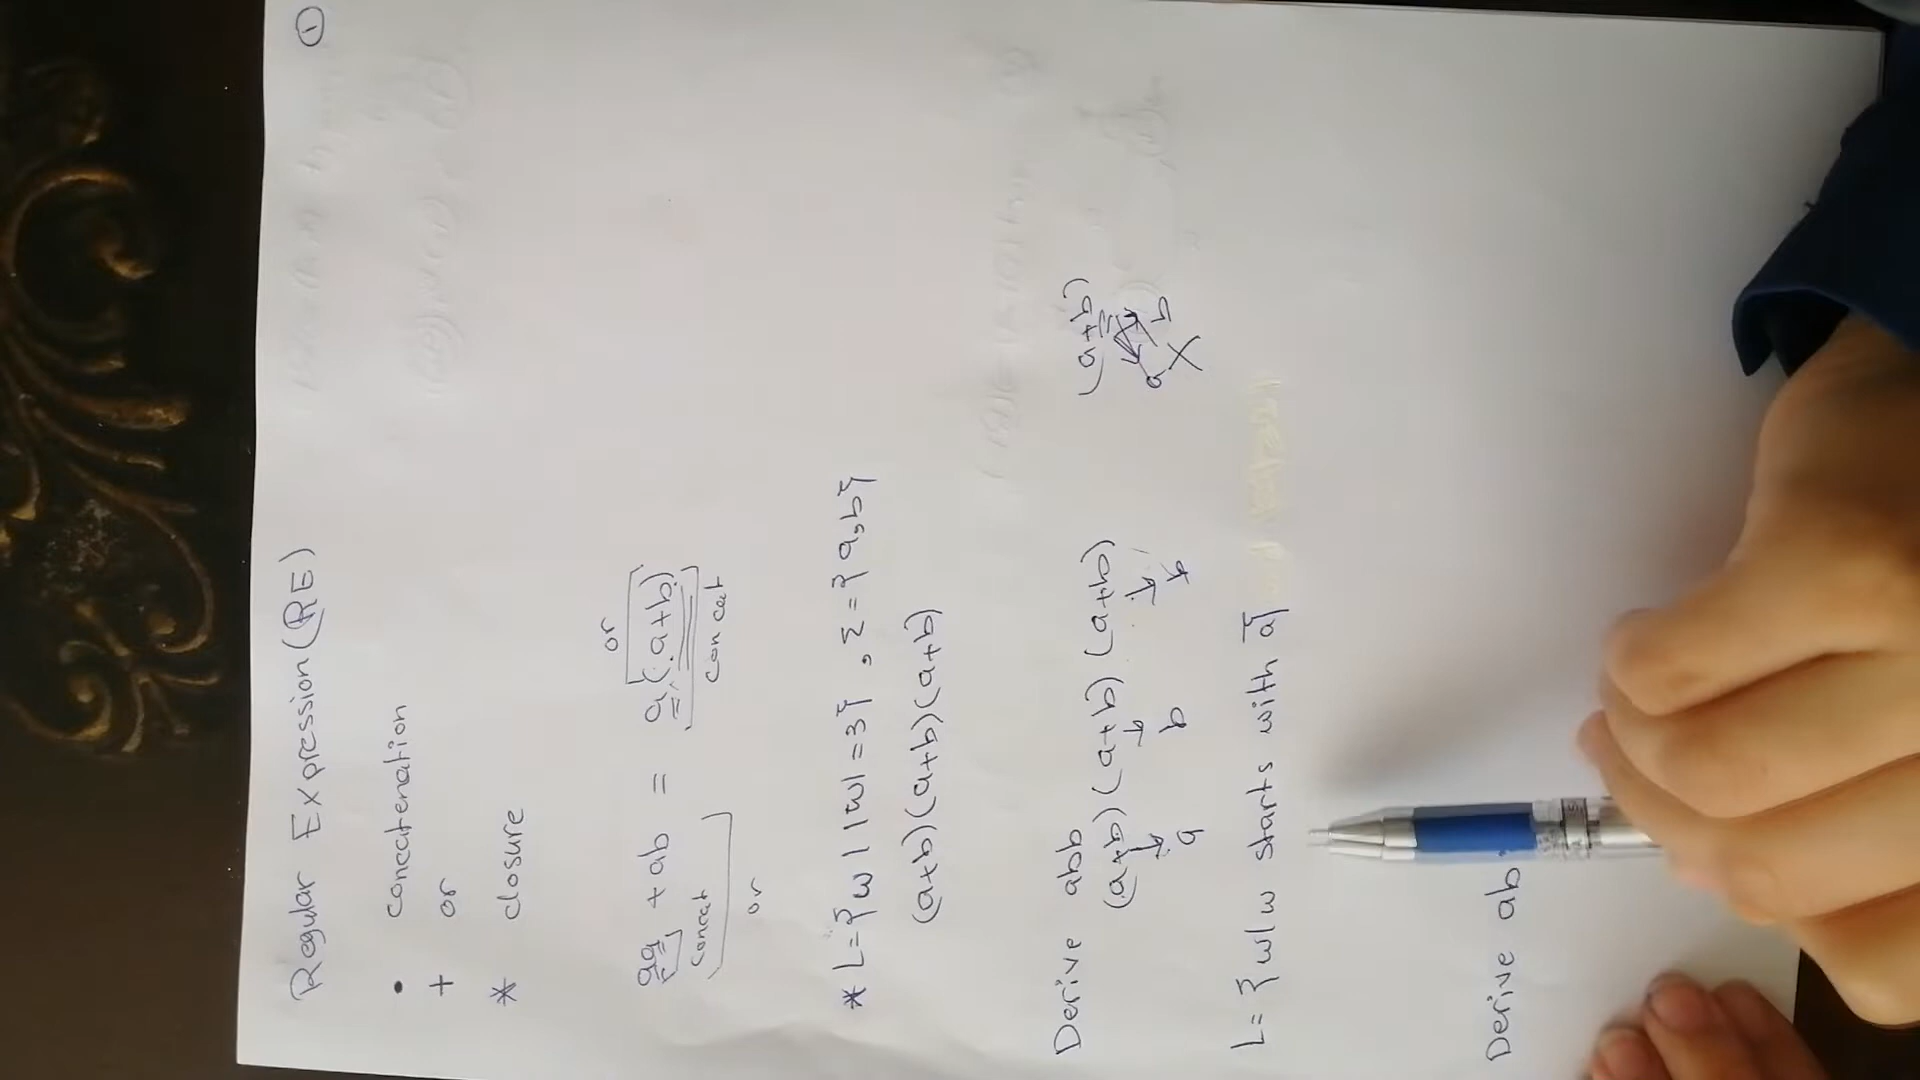 ①
Regular Expression (RE)
• concatenation
+ or
* closure
or
aa + ab = a(a+b)
concat concat
or
* L={w| |w|=3}, Σ={a,b}
(a+b)(a+b)(a+b)
Derive abb
(a+b)(a+b)(a+b) (a+b)
a b b a b
L={w|w starts with a}
Derive ab